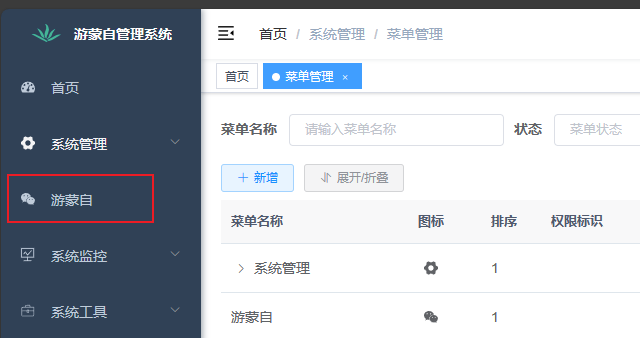 游蒙自管理系统
首页 / 系统管理 / 菜单管理
首页
系统管理
游蒙自
系统监控
系统工具
首页 菜单管理 ×
菜单名称 请输入菜单名称 状态 菜单状态
+ 新增 展开/折叠
菜单名称 图标 排序 权限标识
系统管理 1
游蒙自 1